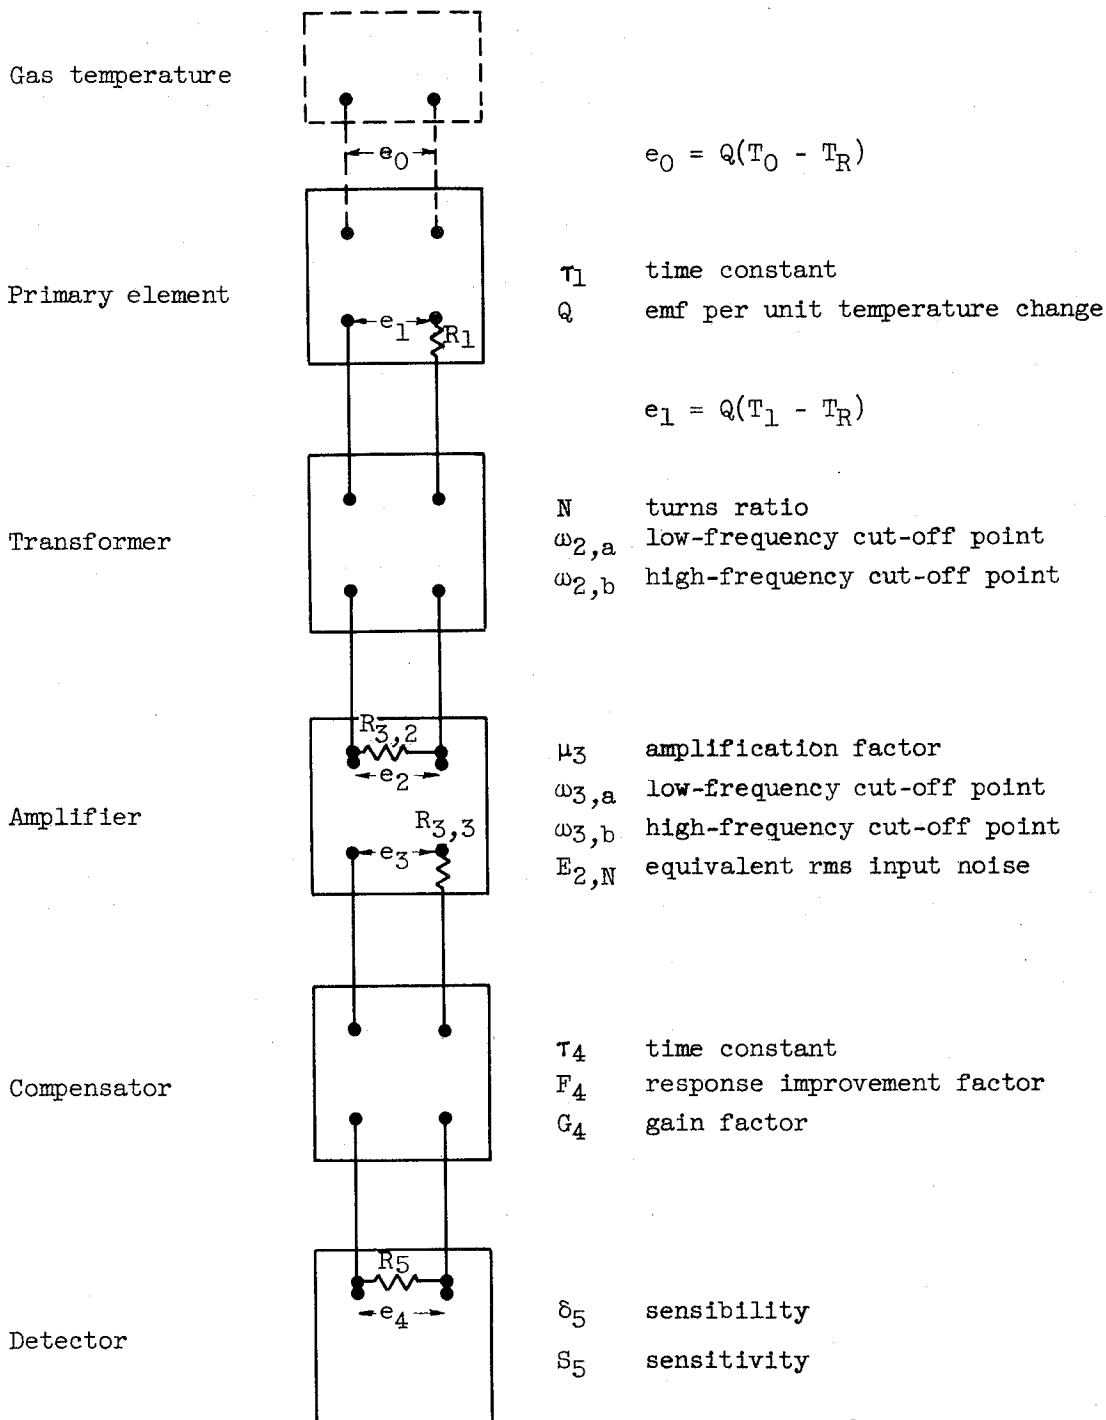 Gas temperature
e0
e0 = Q(T0 - TR)
Primary element
e1
R1
τ1 time constant
Q emf per unit temperature change
e1 = Q(T1 - TR)
Transformer
N turns ratio
ω2,a low-frequency cut-off point
ω2,b high-frequency cut-off point
Amplifier
R3,2
e2
R3,3
e3
μ3 amplification factor
ω3,a low-frequency cut-off point
ω3,b high-frequency cut-off point
E2,N equivalent rms input noise
Compensator
τ4 time constant
F4 response improvement factor
G4 gain factor
Detector
R5
e4
δ5 sensibility
S5 sensitivity